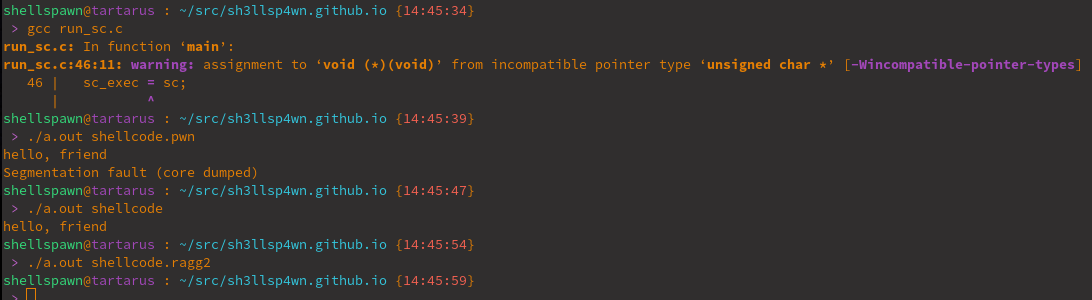 shellspawn@tartarus : ~/src/sh3llsp4wn.github.io {14:45:34}
> gcc run_sc.c
run_sc.c: In function ‘main’:
run_sc.c:46:11: warning: assignment to ‘void (*)(void)’ from incompatible pointer type ‘unsigned char *’ [-Wincompatible-pointer-types]
46 |   sc_exec = sc;
|           ^
shellspawn@tartarus : ~/src/sh3llsp4wn.github.io {14:45:39}
> ./a.out shellcode.pwn
hello, friend
Segmentation fault (core dumped)
shellspawn@tartarus : ~/src/sh3llsp4wn.github.io {14:45:47}
> ./a.out shellcode
hello, friend
shellspawn@tartarus : ~/src/sh3llsp4wn.github.io {14:45:54}
> ./a.out shellcode.ragg2
shellspawn@tartarus : ~/src/sh3llsp4wn.github.io {14:45:59}
>